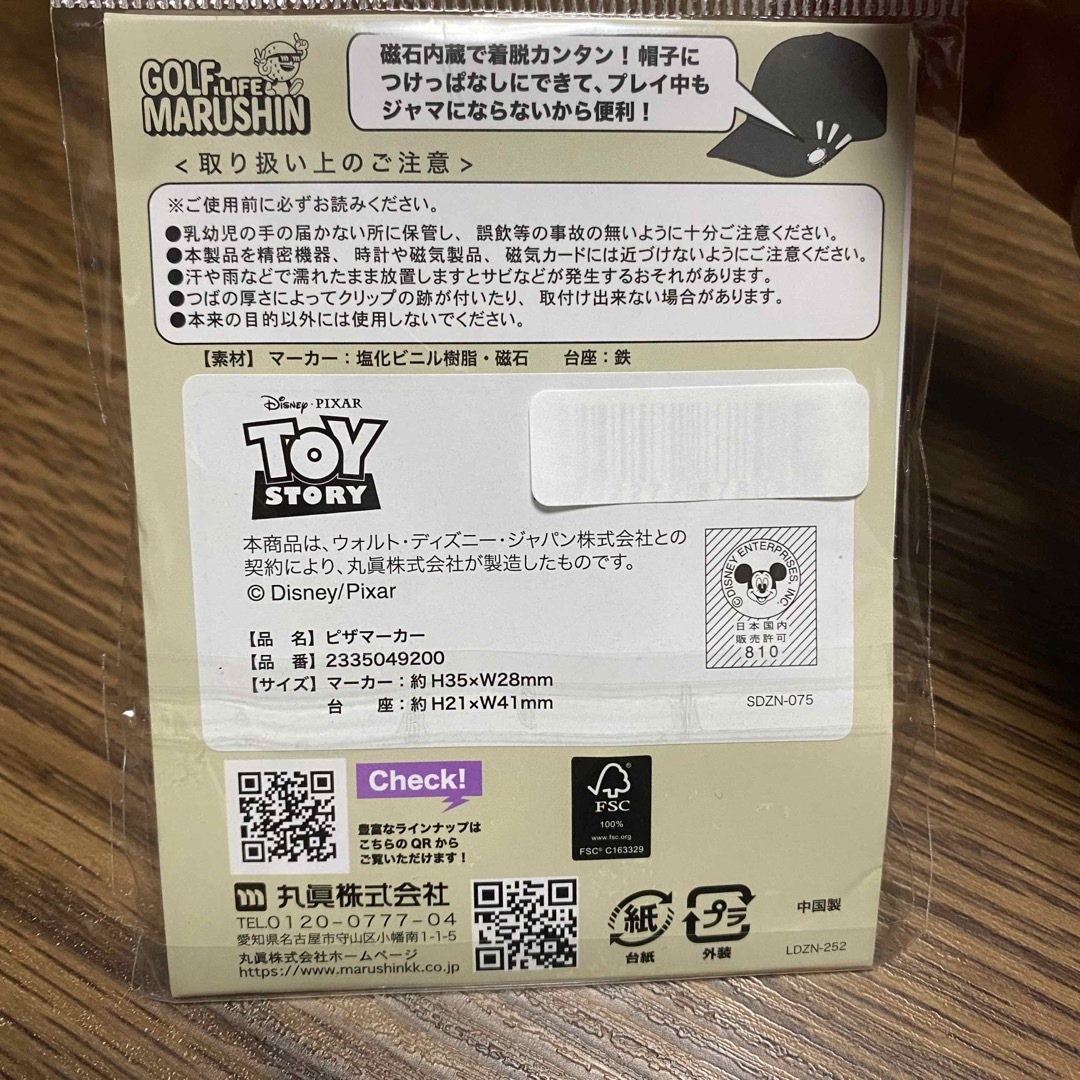 GOLF LIFE
MARUSHIN
磁石内蔵で着脱カンタン！帽子に
つけっぱなしにできて、プレイ中も
ジャマにならないから便利！
<取り扱い上のご注意>
※ご使用前に必ずお読みください。
●乳幼児の手の届かない所に保管し、誤飲等の事故の無いように十分ご注意ください。
●本製品を精密機器、時計や磁気製品、磁気カードには近づけないようにご注意ください。
●汗や雨などで濡れたまま放置しますとサビなどが発生するおそれがあります。
●つばの厚さによってクリップの跡が付いたり、取付け出来ない場合があります。
●本来の目的以外には使用しないでください。
【素材】マーカー：塩化ビニル樹脂・磁石　台座：鉄
Disney・PIXAR
TOY
STORY
本商品は、ウォルト・ディズニー・ジャパン株式会社との
契約により、丸眞株式会社が製造したものです。
© Disney/Pixar
©DISNEY ENTERPRISES, INC.
日本国内
販売許可
810
【品　名】ピザマーカー
【品　番】2335049200
【サイズ】マーカー：約H35×W28mm
台　座：約H21×W41mm
SDZN-075
Check!
豊富なラインナップは
こちらのQRから
ご覧いただけます！
FSC
100%
www.fsc.org
FSC® C163329
丸眞株式会社
TEL.0120-0777-04
愛知県名古屋市守山区小幡南1-1-5
丸眞株式会社ホームページ
https://www.marushinkk.co.jp
紙
台紙
プラ
外装
中国製
LDZN-252